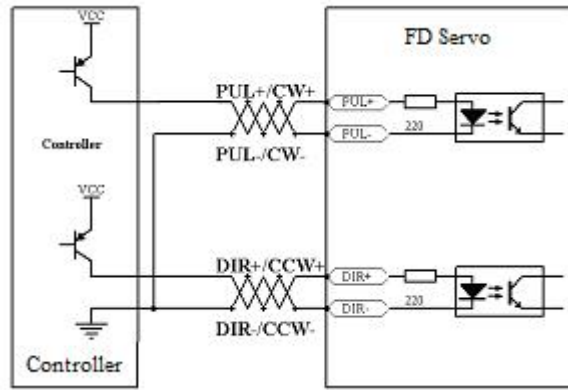 VCC
FD Servo
PUL+/CW+
PUL+
Controller
PUL-
220
PUL-/CW-
VCC
DIR+/CCW+
DIR+
DIR-
220
DIR-/CCW-
Controller